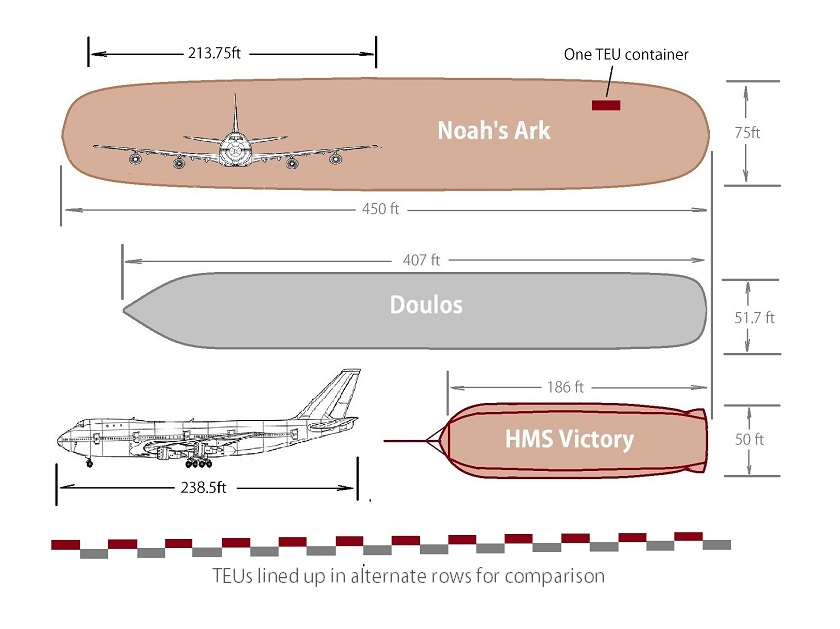 213.75ft
One TEU container
Noah's Ark
75ft
450 ft
407 ft
Doulos
51.7 ft
186 ft
HMS Victory
50 ft
238.5ft
TEUs lined up in alternate rows for comparison